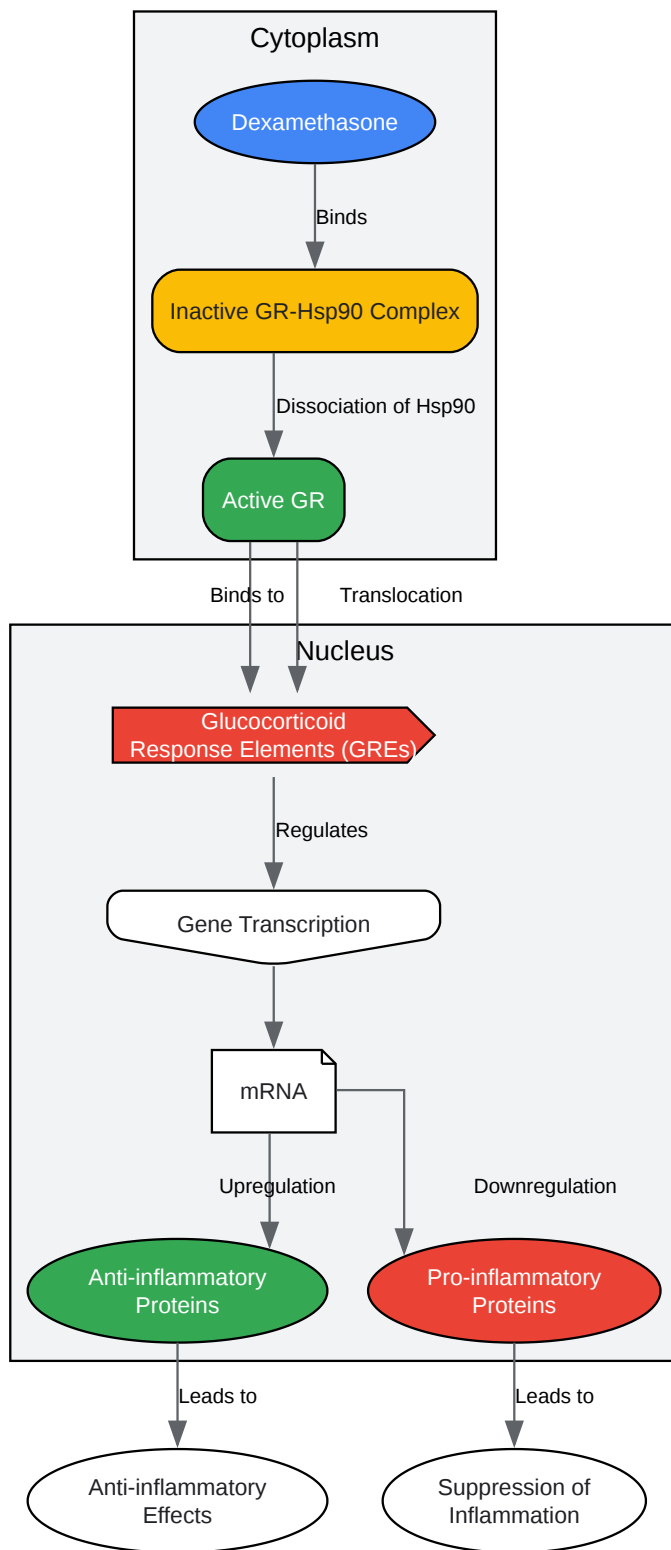 Cytoplasm
Dexamethasone
Binds
Inactive GR-Hsp90 Complex
Dissociation of Hsp90
Active GR
Binds to
Translocation
Nucleus
Glucocorticoid
Response Elements (GREs)
Regulates
Gene Transcription
mRNA
Upregulation
Downregulation
Anti-inflammatory
Proteins
Pro-inflammatory
Proteins
Leads to
Leads to
Anti-inflammatory
Effects
Suppression of
Inflammation